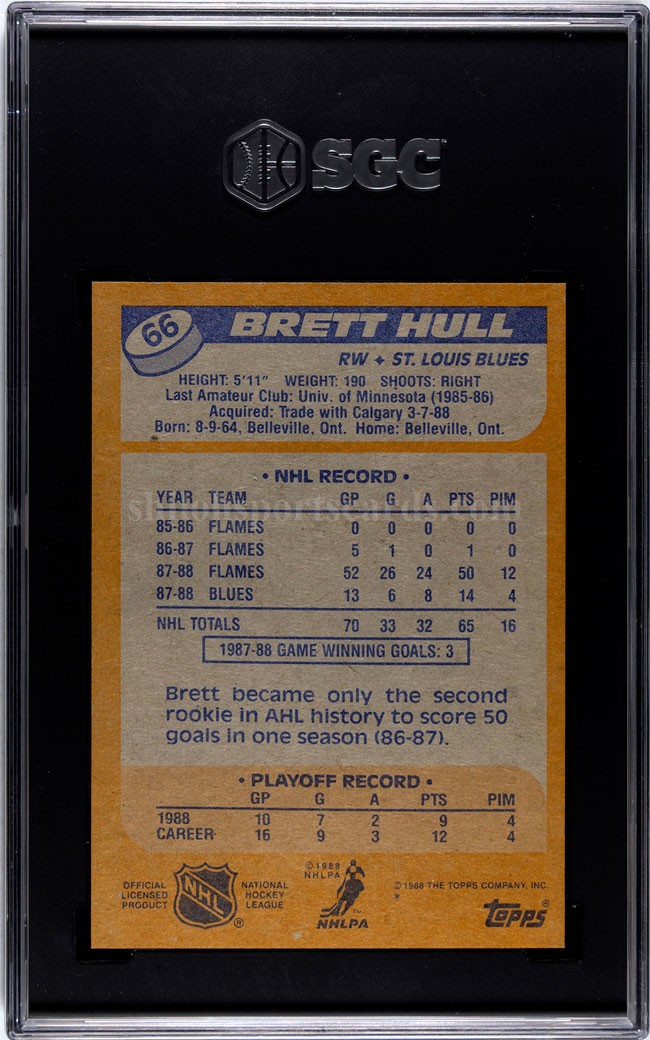 SGC
66
BRETT HULL
RW ✦ ST. LOUIS BLUES
HEIGHT: 5'11" WEIGHT: 190 SHOOTS: RIGHT
Last Amateur Club: Univ. of Minnesota (1985-86)
Acquired: Trade with Calgary 3-7-88
Born: 8-9-64, Belleville, Ont. Home: Belleville, Ont.
• NHL RECORD •
YEAR TEAM GP G A PTS PIM
85-86 FLAMES 0 0 0 0 0
86-87 FLAMES 5 1 0 1 0
87-88 FLAMES 52 26 24 50 12
87-88 BLUES 13 6 8 14 4
NHL TOTALS 70 33 32 65 16
1987-88 GAME WINNING GOALS: 3
Brett became only the second
rookie in AHL history to score 50
goals in one season (86-87).
• PLAYOFF RECORD •
GP G A PTS PIM
1988 10 7 2 9 4
CAREER 16 9 3 12 4
OFFICIAL
LICENSED
PRODUCT
NHL
®
NATIONAL
HOCKEY
LEAGUE
©1988
NHLPA
™
NHLPA
©1988 THE TOPPS COMPANY, INC.
*
Topps®